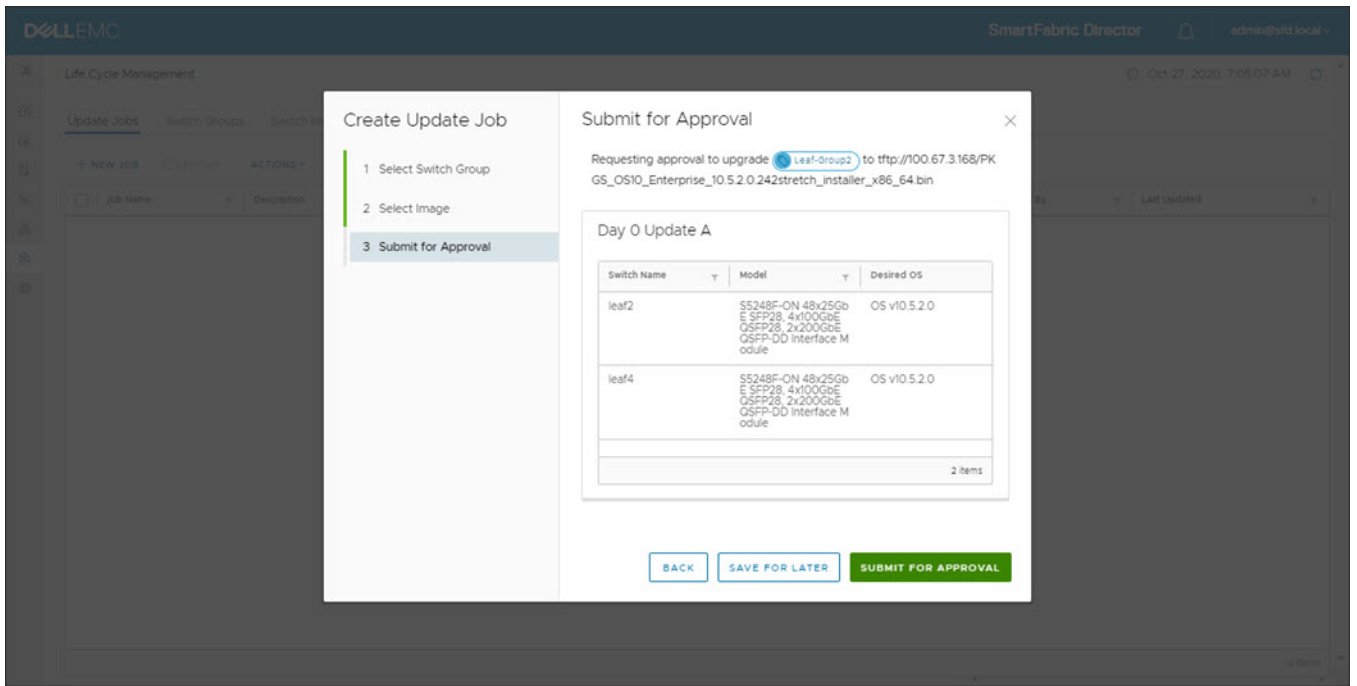 DELLEMC
SmartFabric Director
admin@sfd.local
Life Cycle Management
Oct 27, 2020, 7:05:07 AM
Update Jobs Switch Groups Switch
+ NEW JOB ACTIONS
Job Name Description By Last Updated
Create Update Job
1 Select Switch Group
2 Select Image
3 Submit for Approval
Submit for Approval
Requesting approval to upgrade Leaf-Group2 to tftp://100.67.3.168/PK
GS_OS10_Enterprise_10.5.2.0.242stretch_installer_x86_64.bin
Day 0 Update A
Switch Name Model Desired OS
leaf2 S5248F-ON 48x25Gb OS v10.5.2.0
E SFP28, 4x100GbE
QSFP28, 2x200GbE
QSFP-DD Interface M
odule
leaf4 S5248F-ON 48x25Gb OS v10.5.2.0
E SFP28, 4x100GbE
QSFP28, 2x200GbE
QSFP-DD Interface M
odule
2 items
BACK SAVE FOR LATER SUBMIT FOR APPROVAL
0 items